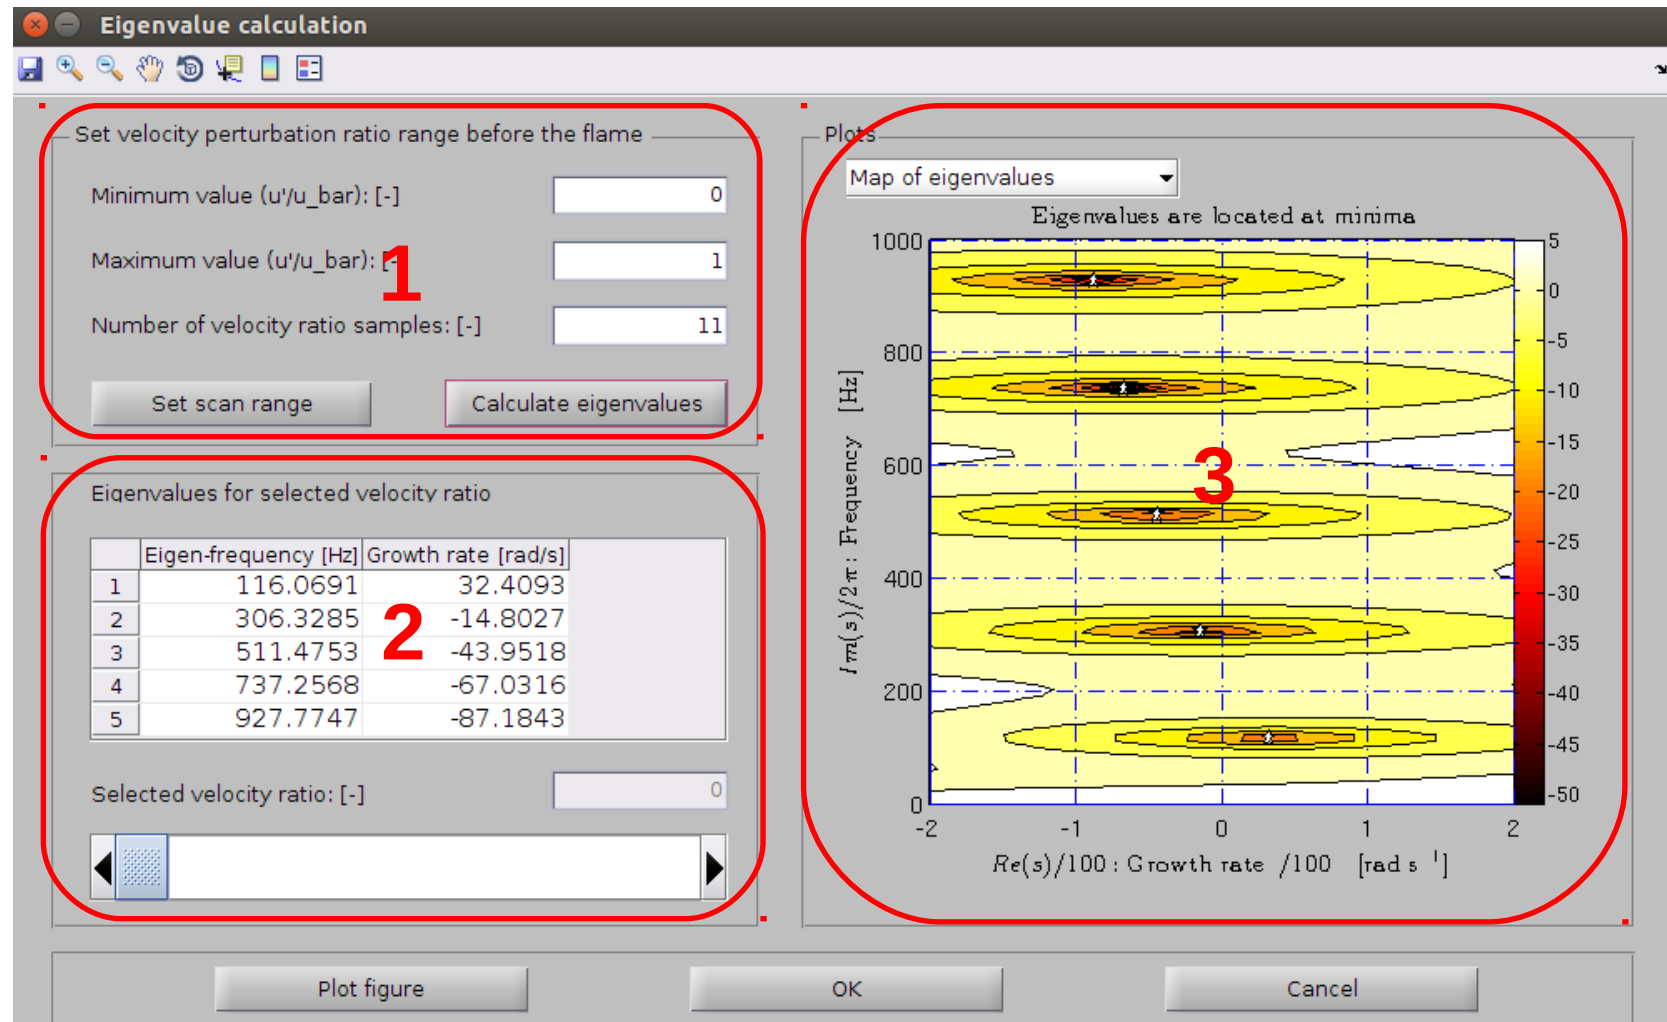 Eigenvalue calculation
Set velocity perturbation ratio range before the flame
Minimum value (u'/u_bar): [-] 0
Maximum value (u'/u_bar): [-] 1
1
Number of velocity ratio samples: [-] 11
Set scan range Calculate eigenvalues
Eigenvalues for selected velocity ratio
Eigen-frequency [Hz] Growth rate [rad/s]
1 116.0691 32.4093
2 306.3285 -14.8027
3 511.4753 -43.9518
4 737.2568 -67.0316
5 927.7747 -87.1843
2
Selected velocity ratio: [-] 0
Plots
Map of eigenvalues
Eigenvalues are located at minima
1000
800
600
400
200
0
Im(s)/2π: Frequency [Hz]
3
-2 -1 0 1 2
Re(s)/100: Growth rate /100 [rad s⁻¹]
5
0
-5
-10
-15
-20
-25
-30
-35
-40
-45
-50
Plot figure OK Cancel